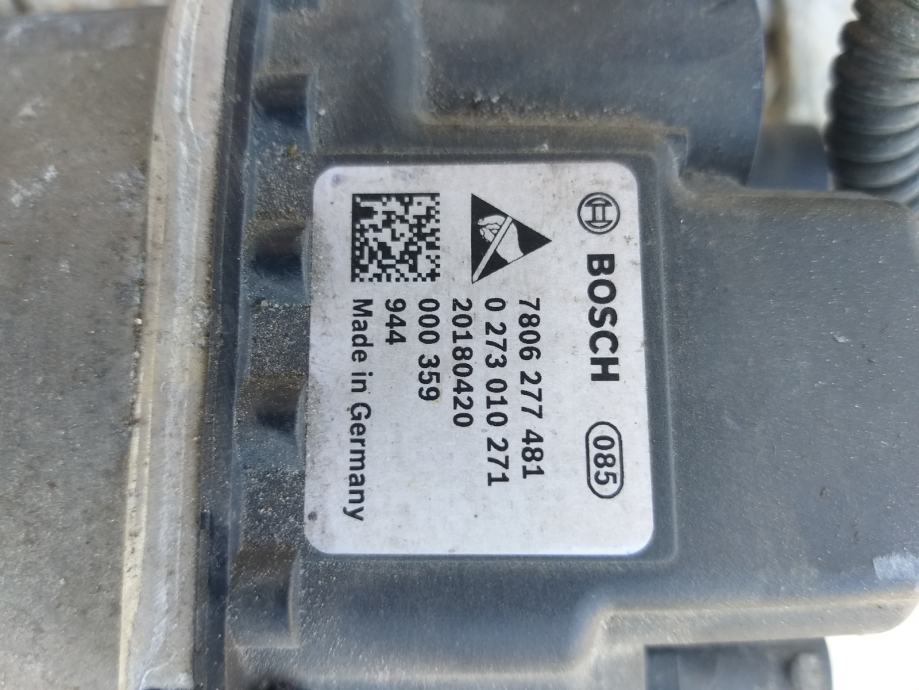 BOSCH 085
7806 277 481
0 273 010 271
20180420
000 359
944
Made in Germany